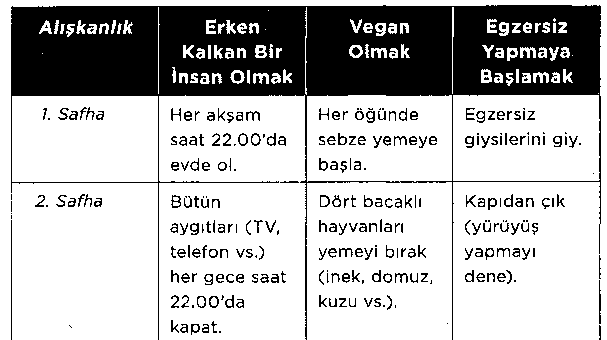 Alışkanlık
Erken
Kalkan Bir
İnsan Olmak
Vegan
Olmak
Egzersiz
Yapmaya
Başlamak
1. Safha
Her akşam
saat 22.00'da
evde ol.
Her öğünde
sebze yemeye
başla.
Egzersiz
giysilerini giy.
2. Safha
Bütün
aygıtları (TV,
telefon vs.)
her gece saat
22.00'da
kapat.
Dört bacaklı
hayvanları
yemeyi bırak
(inek, domuz,
kuzu vs.).
Kapıdan çık
(yürüyüş
yapmayı
dene).